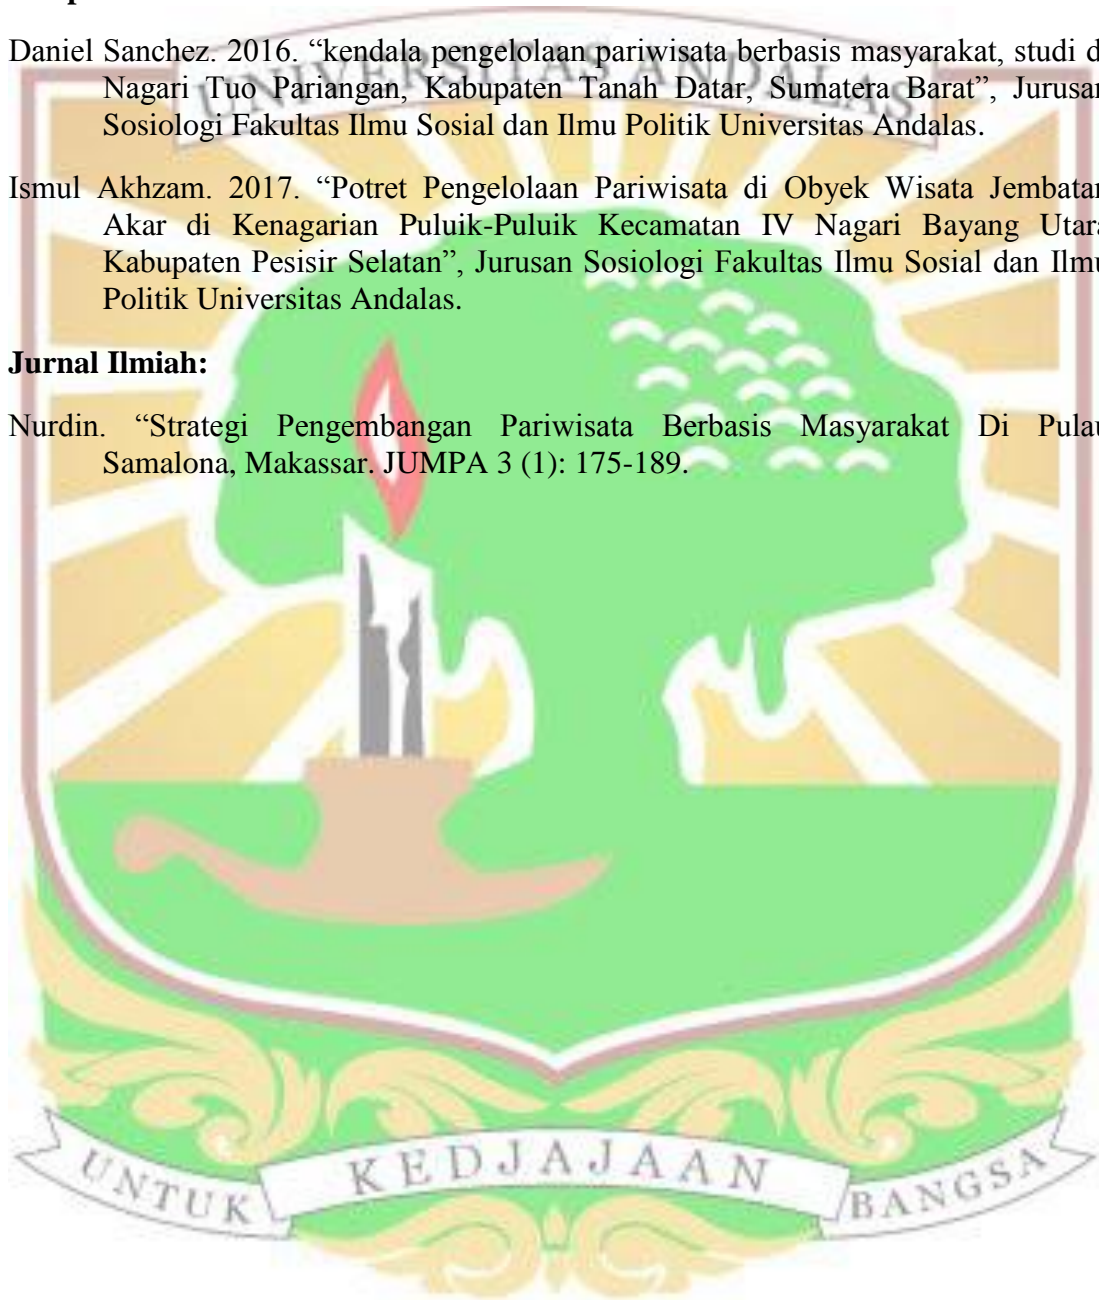 Daniel Sanchez. 2016. “kendala pengelolaan pariwisata berbasis masyarakat, studi d
Nagari Tuo Pariangan, Kabupaten Tanah Datar, Sumatera Barat”, Jurusan
Sosiologi Fakultas Ilmu Sosial dan Ilmu Politik Universitas Andalas.
UNIVERSITAS ANDALAS
Ismul Akhzam. 2017. “Potret Pengelolaan Pariwisata di Obyek Wisata Jembatan
Akar di Kenagarian Puluik-Puluik Kecamatan IV Nagari Bayang Utara
Kabupaten Pesisir Selatan”, Jurusan Sosiologi Fakultas Ilmu Sosial dan Ilmu
Politik Universitas Andalas.
Jurnal Ilmiah:
Nurdin. “Strategi Pengembangan Pariwisata Berbasis Masyarakat Di Pulau
Samalona, Makassar. JUMPA 3 (1): 175-189.
UNTUK KEDJAJAAN BANGSA